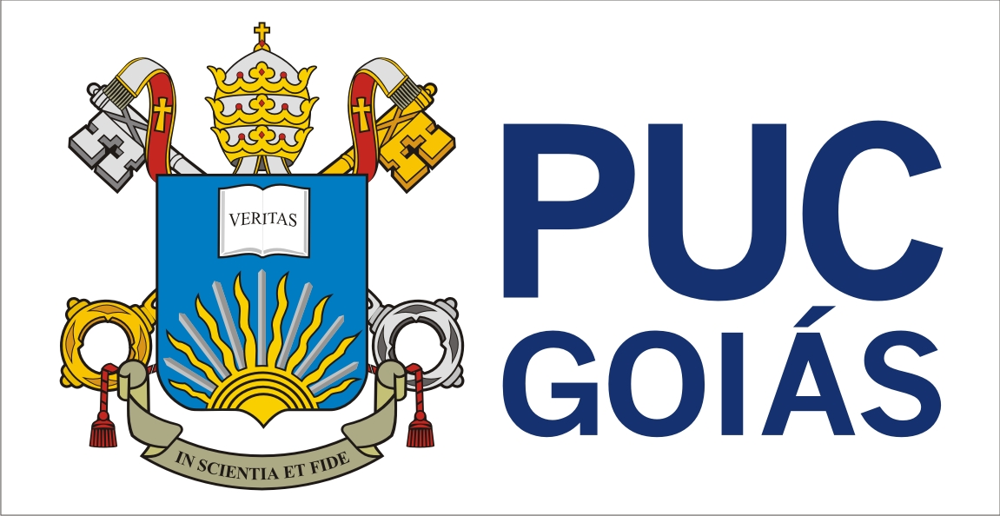 VERITAS
IN SCIENTIA ET FIDE
PUC
GOIÁS